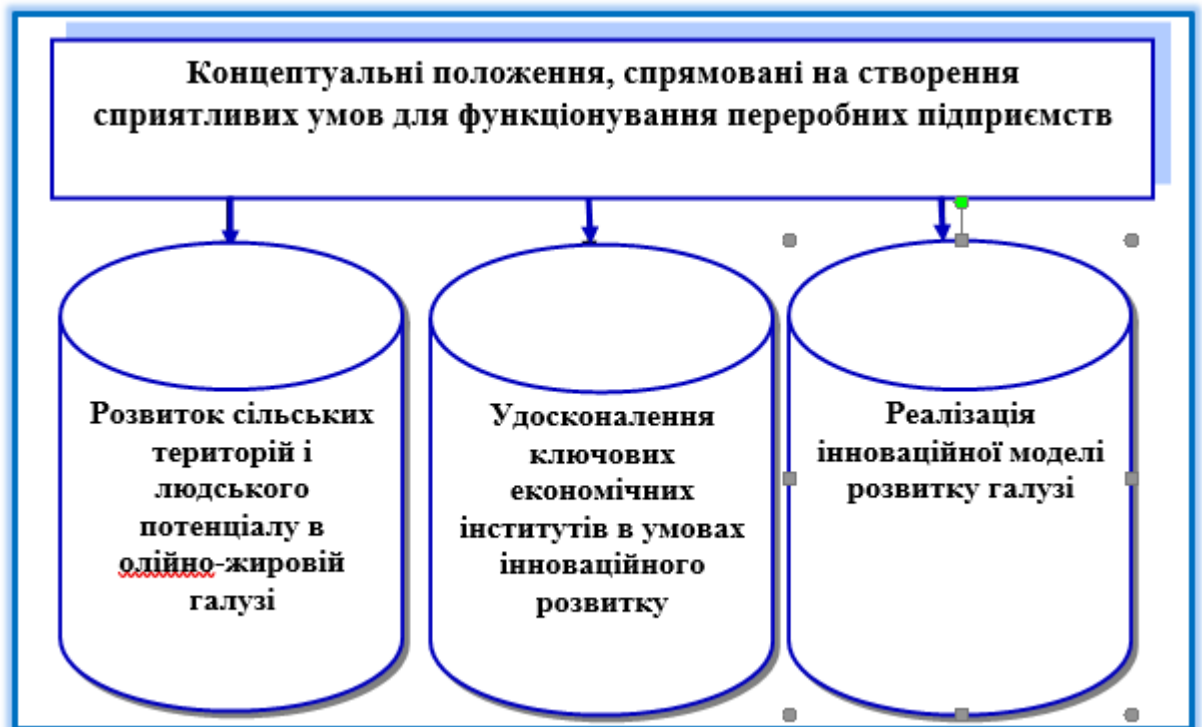 Концептуальні положення, спрямовані на створення
сприятливих умов для функціонування переробних підприємств
Розвиток сільських
територій і
людського
потенціалу в
олійно-жировій
галузі
Удосконалення
ключових
економічних
інститутів в умовах
інноваційного
розвитку
Реалізація
інноваційної моделі
розвитку галузі